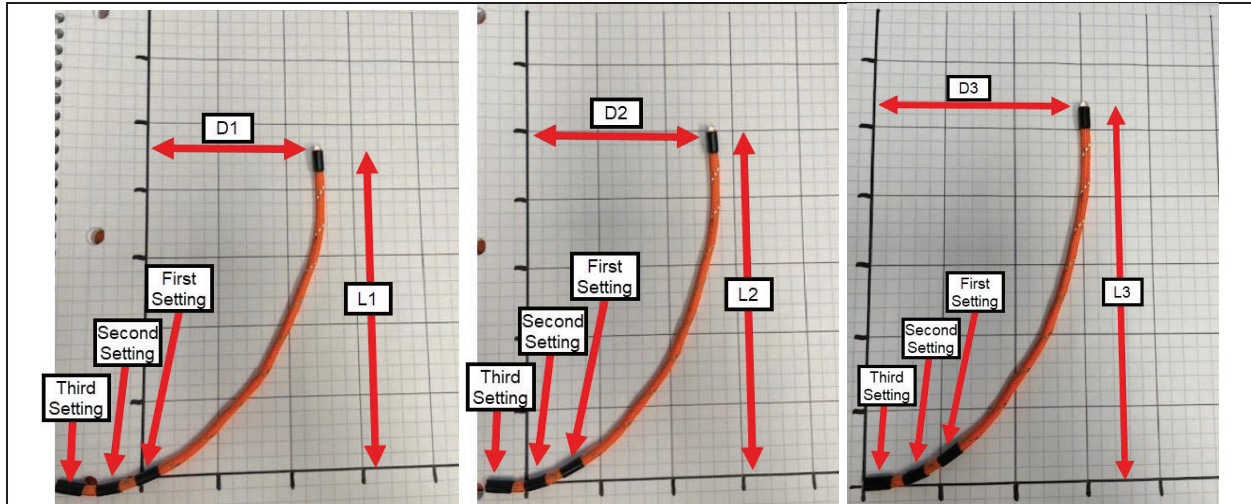 D1
First
Setting
Second
Setting
Third
Setting
L1
D2
First
Setting
Second
Setting
Third
Setting
L2
D3
First
Setting
Second
Setting
Third
Setting
L3